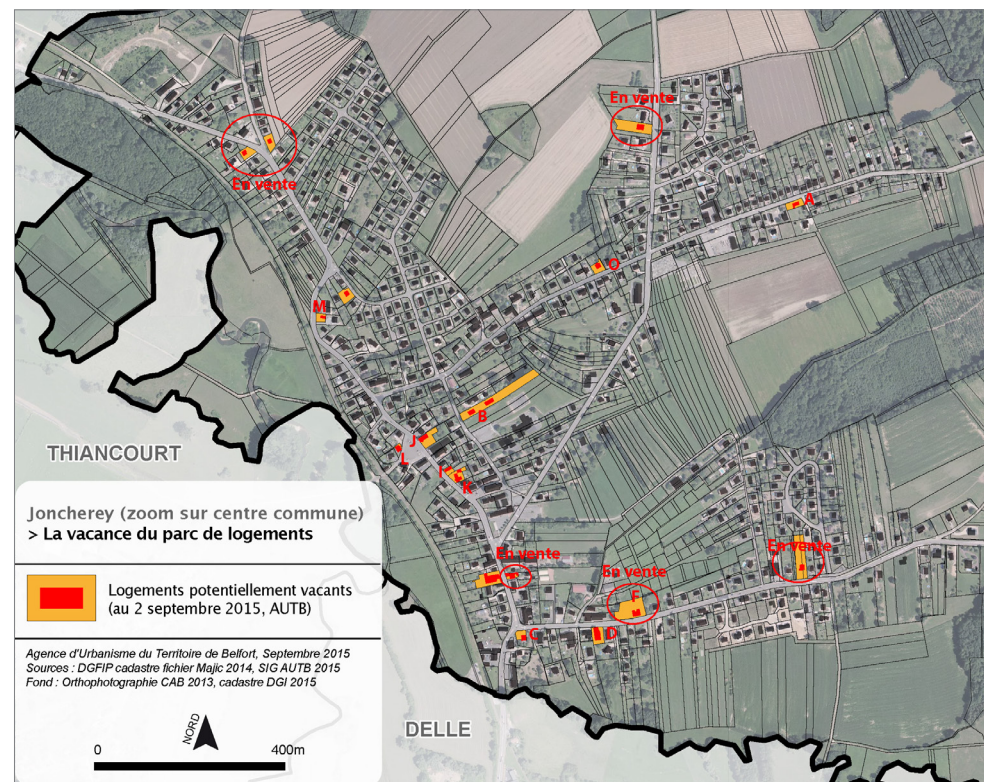 En vente
En vente
A
O
M
B
J
L
I
K
THIANCOURT
En vente
En vente
En vente
F
C
D
Joncherey (zoom sur centre commune)
> La vacance du parc de logements
Logements potentiellement vacants
(au 2 septembre 2015, AUTB)
Agence d'Urbanisme du Territoire de Belfort, Septembre 2015
Sources : DGFIP cadastre fichier Majic 2014, SIG AUTB 2015
Fond : Orthophotographie CAB 2013, cadastre DGI 2015
NORD
0 400m
DELLE